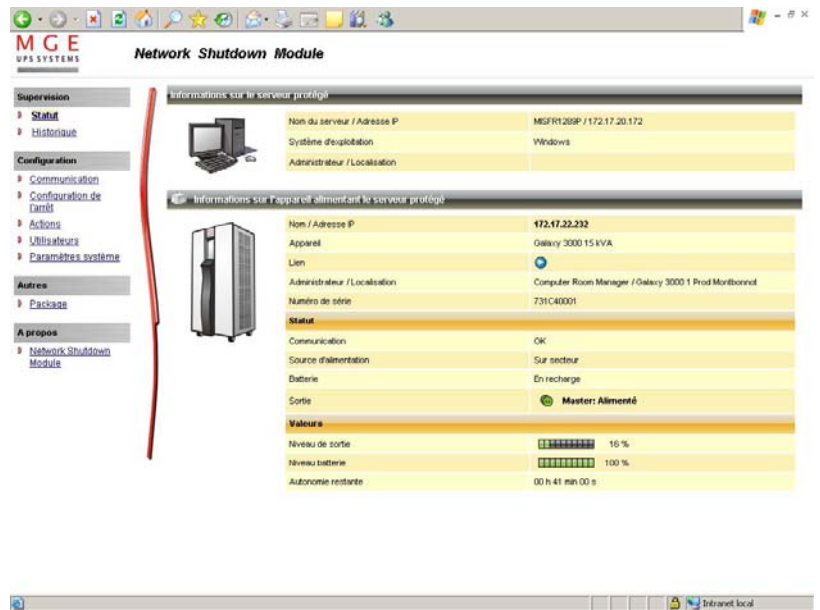 MGE
UPS SYSTEMS
Network Shutdown Module
Supervision
Statut
Historique
Configuration
Communication
Configuration de
l'arrêt
Actions
Utilisateurs
Paramètres système
Autres
Package
A propos
Network Shutdown
Module
Informations sur le serveur protégé
Nom du serveur / Adresse IP MISFR1289P / 172.17.20.172
Système d'exploitation Windows
Administrateur / Localisation
Informations sur l'appareil alimentant le serveur protégé
Nom / Adresse IP 172.17.22.232
Appareil Galaxy 3000 15 kVA
Lien
Administrateur / Localisation Computer Room Manager / Galaxy 3000 1 Prod Montbonnot
Numéro de série 731C40001
Statut
Communication OK
Source d'alimentation Sur secteur
Batterie En recharge
Sortie Master: Alimenté
Valeurs
Niveau de sortie 16 %
Niveau batterie 100 %
Autonomie restante 00 h 41 min 00 s
Intranet local